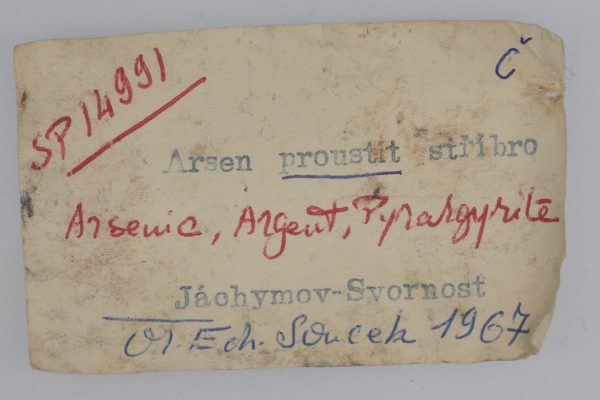 Č
SP 14991
Arsen proustit stříbro
Arsenic, Argent, Pyrargyrite
Jáchymov-Svornost
Ech. Soucek 1967